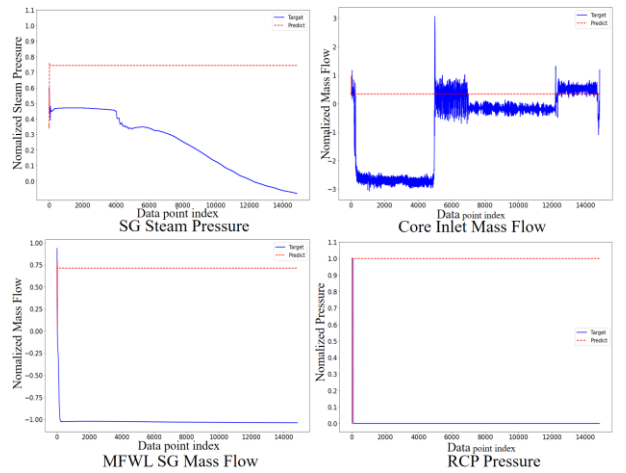 1.1
1.0
0.9
0.8
0.7
0.6
0.5
0.4
0.3
0.2
0.1
0.0
Nomalized Steam Preesure
Target
Predict
0 2000 4000 6000 8000 10000 12000 14000
Data point index
SG Steam Pressure
3
2
1
0
−1
−2
−3
Nomalized Mass Flow
Target
Predict
0 2000 4000 6000 8000 10000 12000 14000
Data point index
Core Inlet Mass Flow
1.00
0.75
0.50
0.25
0.00
−0.25
−0.50
−0.75
−1.00
Nomalized Mass Flow
Target
Predict
0 2000 4000 6000 8000 10000 12000 14000
Data point index
MFWL SG Mass Flow
1.1
1.0
0.9
0.8
0.7
0.6
0.5
0.4
0.3
0.2
0.1
0.0
Nomalized Pressure
Target
Predict
0 2000 4000 6000 8000 10000 12000 14000
Data point index
RCP Pressure